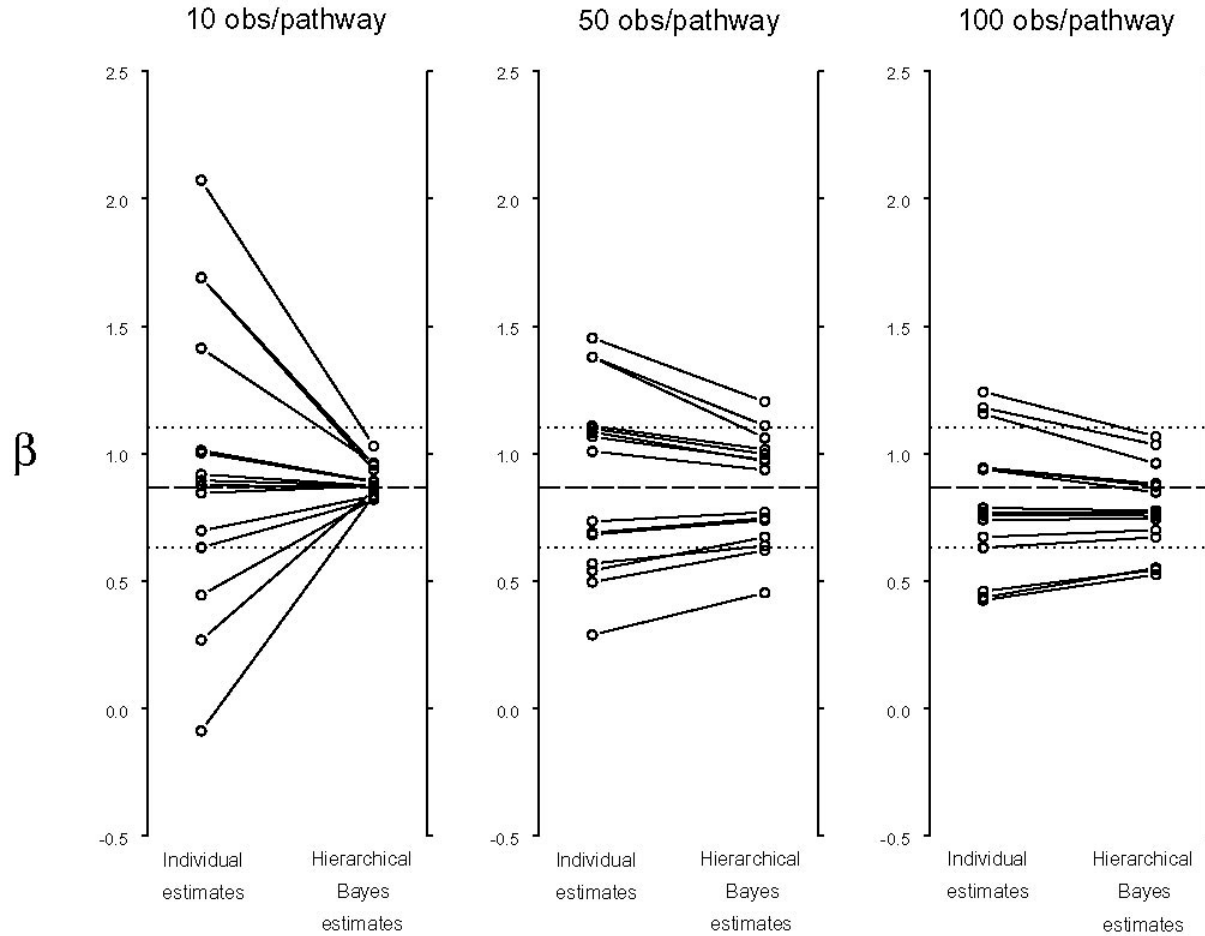 10 obs/pathway
50 obs/pathway
100 obs/pathway
β
2.5
2.0
1.5
1.0
0.5
0.0
-0.5
Individual
estimates
Hierarchical
Bayes
estimates
2.5
2.0
1.5
1.0
0.5
0.0
-0.5
Individual
estimates
Hierarchical
Bayes
estimates
2.5
2.0
1.5
1.0
0.5
0.0
-0.5
Individual
estimates
Hierarchical
Bayes
estimates